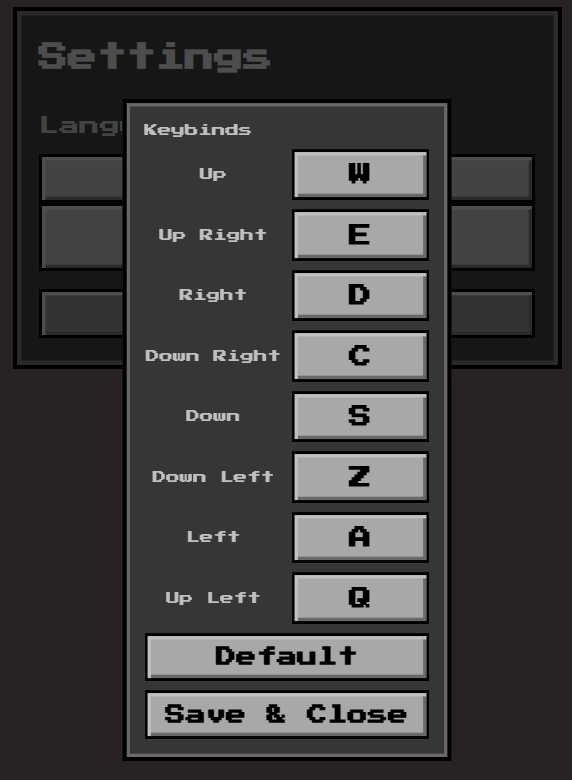 Settings
Keybinds
Up
W
Up Right
E
Right
D
Down Right
C
Down
S
Down Left
Z
Left
A
Up Left
Q
Default
Save & Close